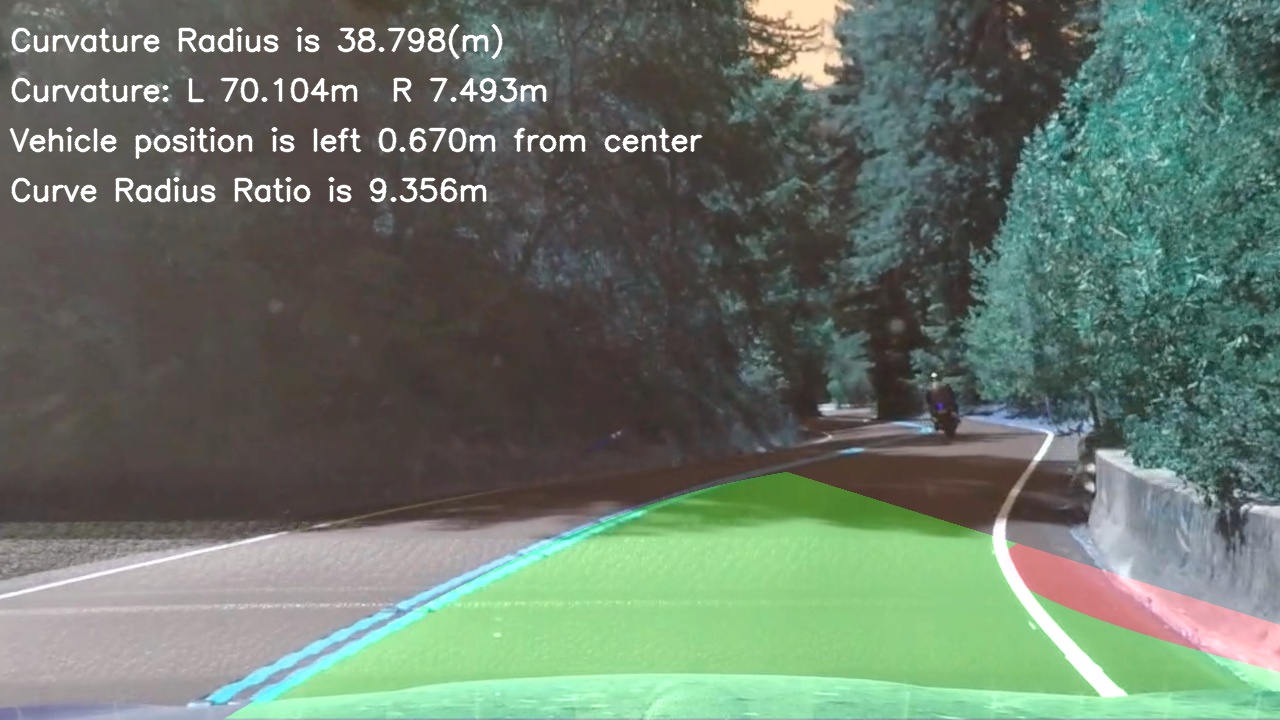 Curvature Radius is 38.798(m)
Curvature: L 70.104m R 7.493m
Vehicle position is left 0.670m from center
Curve Radius Ratio is 9.356m